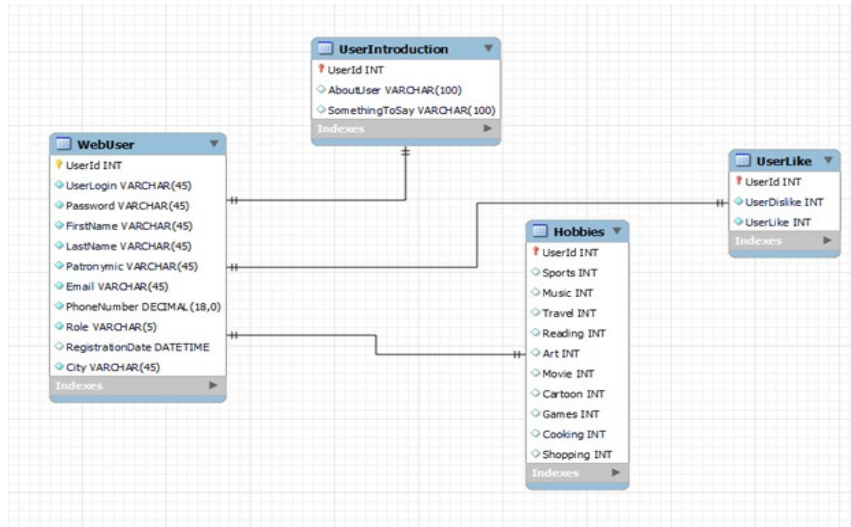 UserIntroduction
UserId INT
AboutUser VARCHAR(100)
SomethingToSay VARCHAR(100)
Indexes
WebUser
UserId INT
UserLogin VARCHAR(45)
Password VARCHAR(45)
FirstName VARCHAR(45)
LastName VARCHAR(45)
Patronymic VARCHAR(45)
Email VARCHAR(45)
PhoneNumber DECIMAL(18,0)
Role VARCHAR(5)
RegistrationDate DATETIME
City VARCHAR(45)
Indexes
UserLike
UserId INT
UserDislike INT
UserLike INT
Indexes
Hobbies
UserId INT
Sports INT
Music INT
Travel INT
Reading INT
Art INT
Movie INT
Cartoon INT
Games INT
Cooking INT
Shopping INT
Indexes